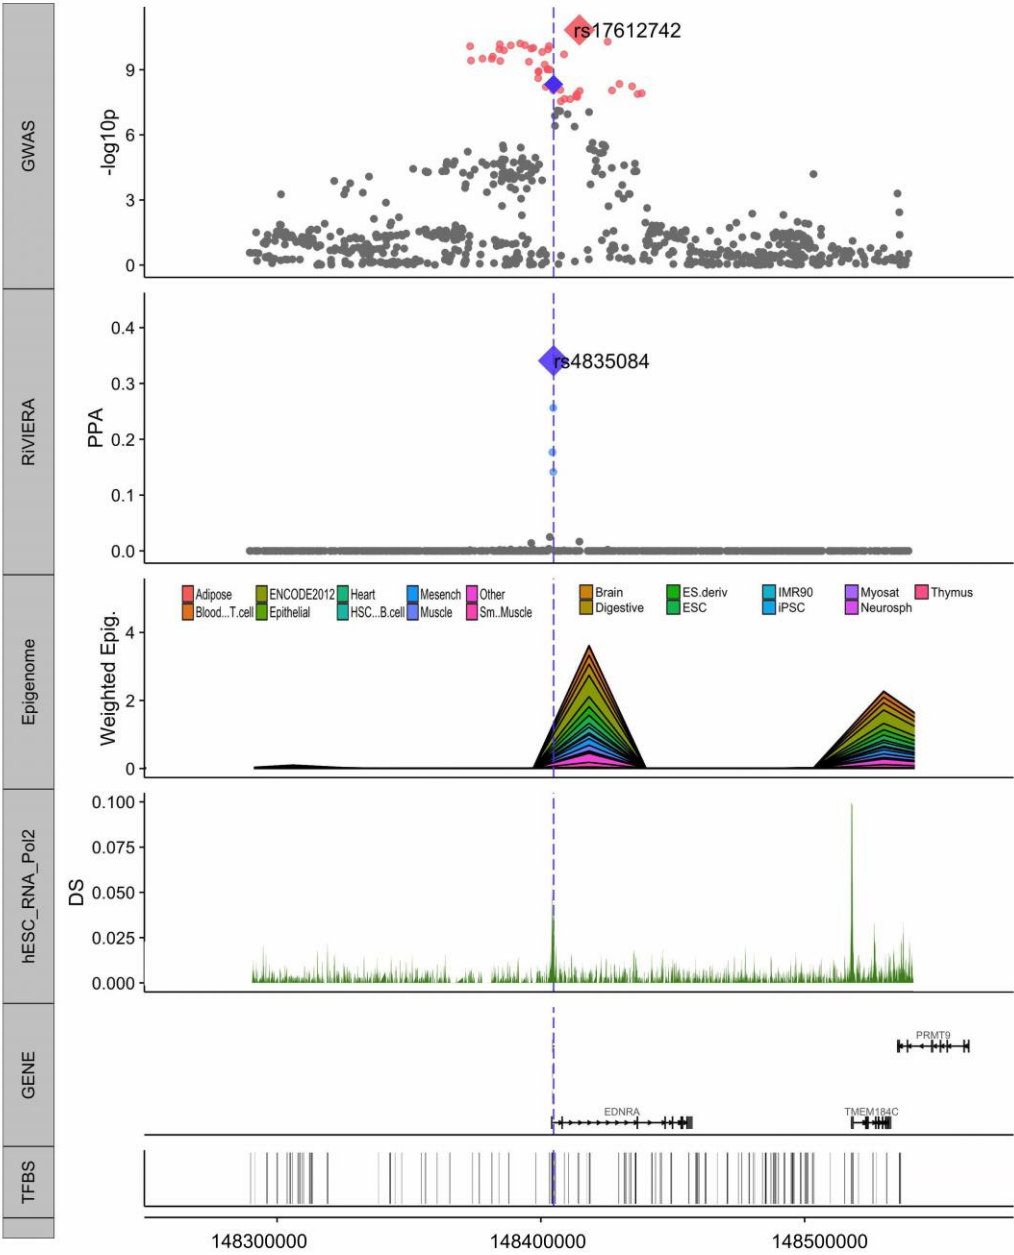 GWAS
-log10p
9
6
3
0
rs17612742
RiVIERA
PPA
0.4
0.3
0.2
0.1
0.0
rs4835084
Epigenome
Weighted Epig.
4
2
0
Adipose ENCODE2012 Heart Mesench Other Brain ES.deriv IMR90 Myosat Thymus
Blood...T.cell Epithelial HSC...B.cell Muscle Sm..Muscle Digestive ESC iPSC Neurosph
hESC_RNA_Pol2
DS
0.100
0.075
0.050
0.025
0.000
GENE
PRMT9
EDNRA TMEM184C
TFBS
148300000 148400000 148500000